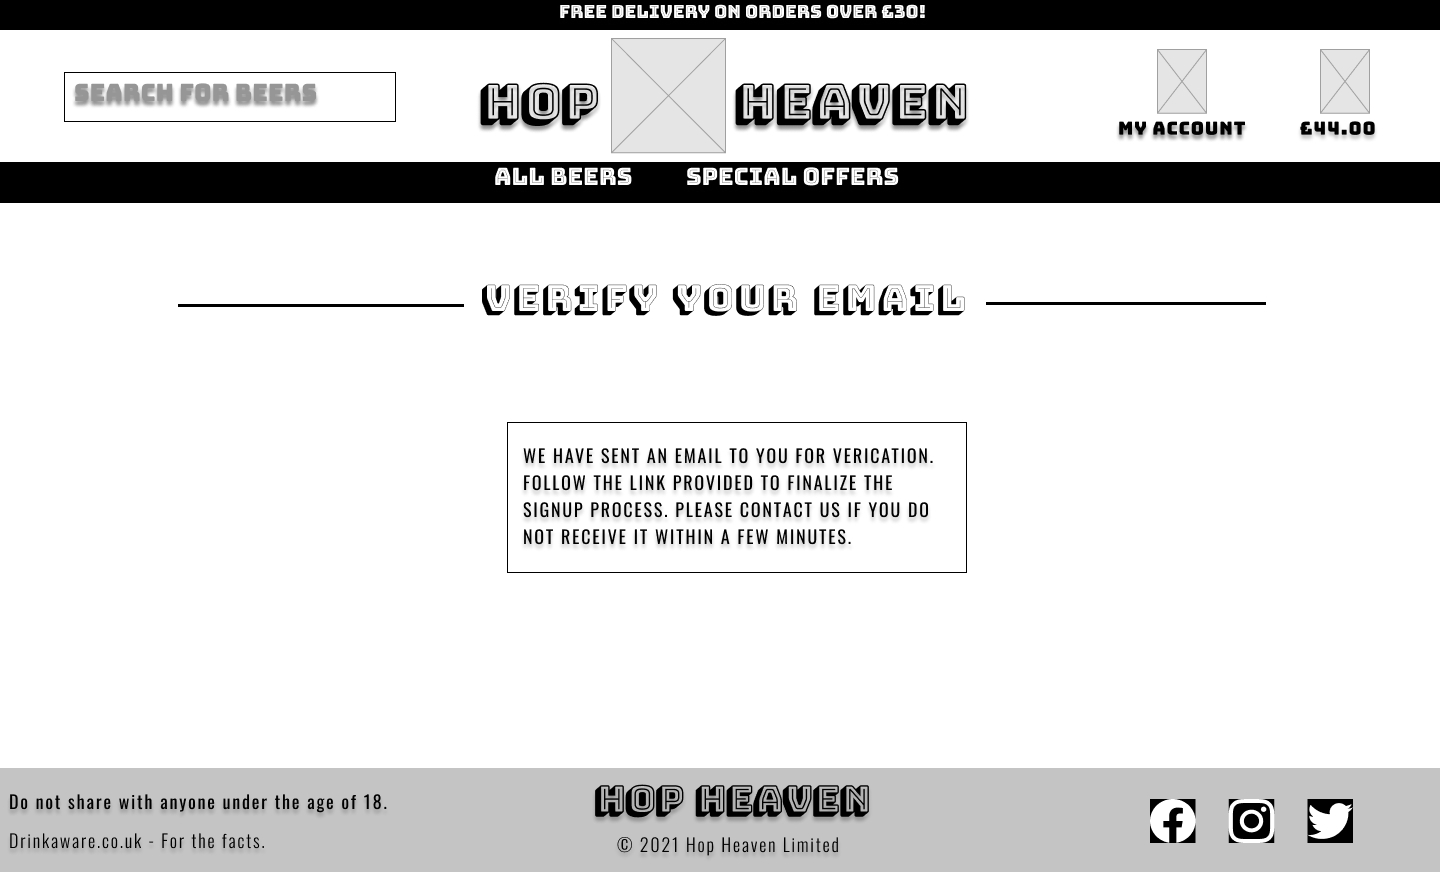 FREE DELIVERY ON ORDERS OVER £30!
SEARCH FOR BEERS
HOP HEAVEN
MY ACCOUNT
£44.00
ALL BEERS SPECIAL OFFERS
VERIFY YOUR EMAIL
WE HAVE SENT AN EMAIL TO YOU FOR VERICATION.
FOLLOW THE LINK PROVIDED TO FINALIZE THE
SIGNUP PROCESS. PLEASE CONTACT US IF YOU DO
NOT RECEIVE IT WITHIN A FEW MINUTES.
Do not share with anyone under the age of 18.
Drinkaware.co.uk - For the facts.
HOP HEAVEN
© 2021 Hop Heaven Limited